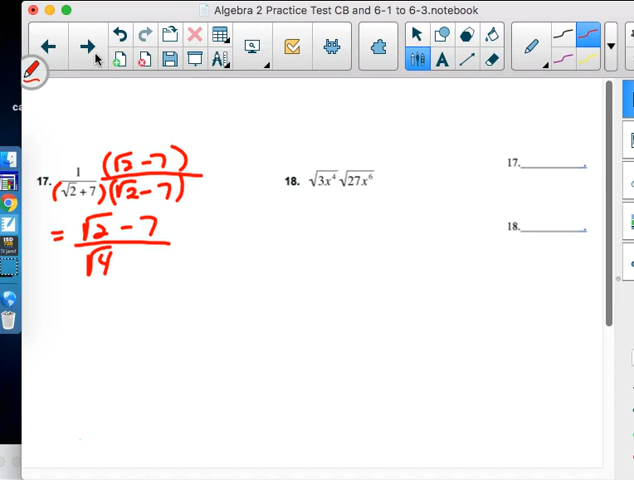 Algebra 2 Practice Test CB and 6-1 to 6-3.notebook
ca
17. 1/(√2 + 7) (√2 - 7)/(√2 - 7)
= (√2 - 7)/√4
18. √3x⁴ √27x⁶
17.
18.